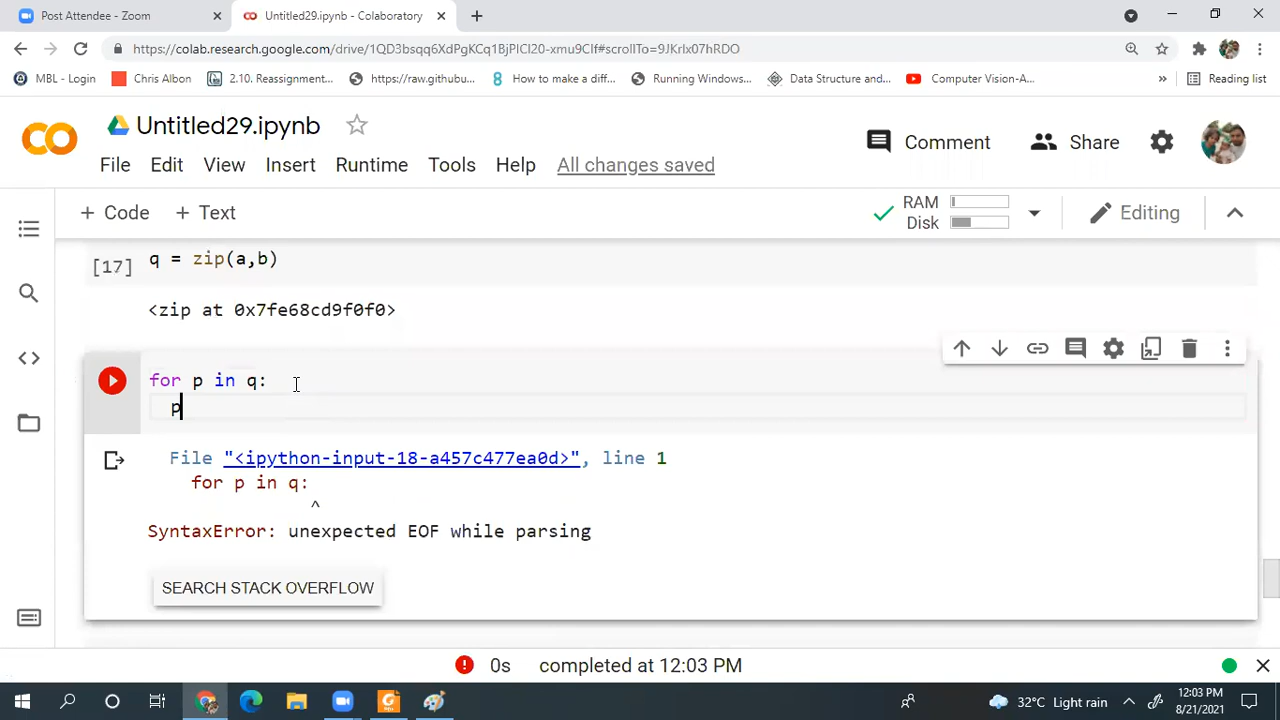 Post Attendee - Zoom
Untitled29.ipynb - Colaboratory
https://colab.research.google.com/drive/1QD3bsqq6XdPgKCq1BjPlCl20-xmu9Clf#scrollTo=9JKrlx07hRDO
MBL - Login
Chris Albon
2.10. Reassignment...
https://raw.githubu...
How to make a diff...
Running Windows...
Data Structure and...
Computer Vision-A...
»
Reading list
Untitled29.ipynb
Comment
Share
File Edit View Insert Runtime Tools Help All changes saved
+ Code + Text
RAM
Disk
Editing
[17] q = zip(a,b)
<zip at 0x7fe68cd9f0f0>
for p in q:
p
File "<ipython-input-18-a457c477ea0d>", line 1
for p in q:
^
SyntaxError: unexpected EOF while parsing
SEARCH STACK OVERFLOW
0s completed at 12:03 PM
32°C Light rain
12:03 PM
8/21/2021